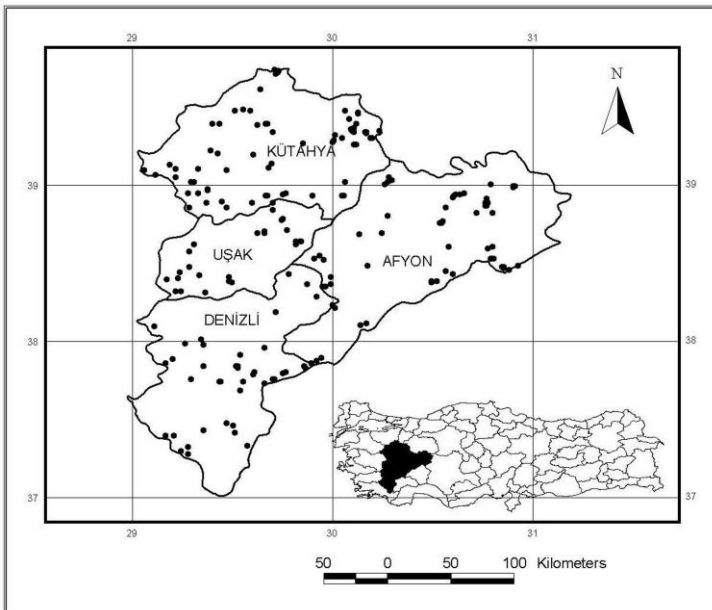 29 30 31
N
KÜTAHYA
39 39
UŞAK
AFYON
DENİZLİ
38 38
37 37
29 30 31
50 0 50 100 Kilometers